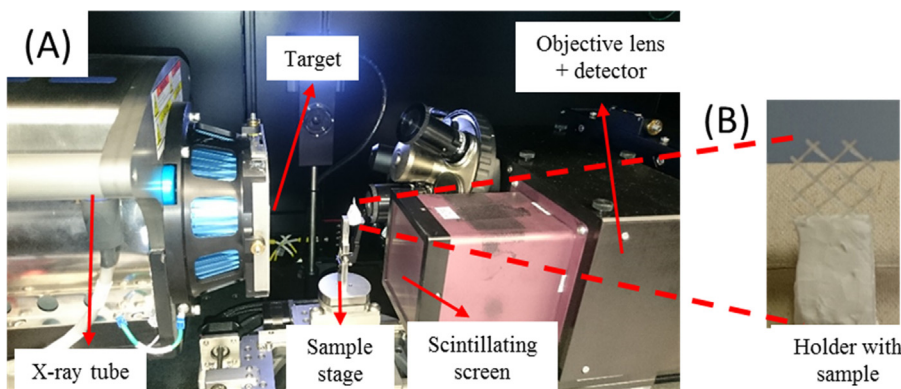 (A)
Target
Objective lens
+ detector
(B)
X-ray tube
Sample
stage
Scintillating
screen
Holder with
sample